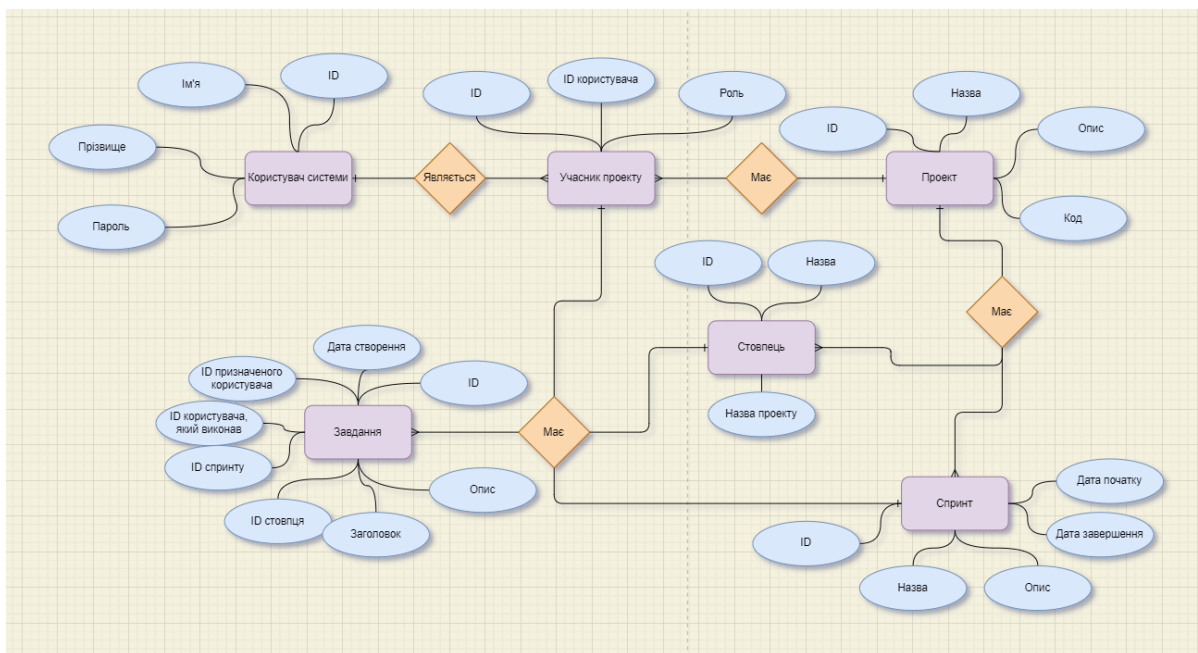 Ім'я
ID
ID
ID користувача
Роль
Назва
ID
Опис
Прізвище
Користувач системи
Являється
Учасник проекту
Має
Проект
Пароль
Код
ID
Назва
Має
Стовпець
Дата створення
ID призначеного
користувача
ID
Назва проекту
ID користувача,
який виконав
Завдання
Має
ID спринту
Опис
Дата початку
Спринт
ID стовпця
Заголовок
ID
Дата завершення
Назва
Опис